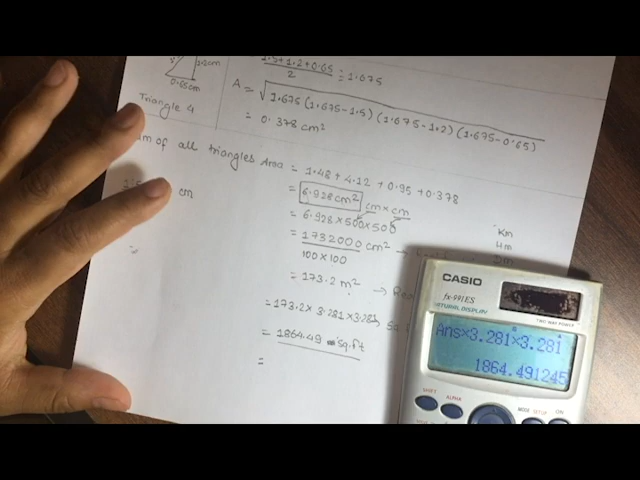 1.5+1.2+0.65
2
= 1.675
1.2cm
0.65cm
Triangle 4
A = √1.675 (1.675-1.5) (1.675-1.2) (1.675-0.65)
= 0.378 cm²
of all triangles Area = 1.48 + 4.12 + 0.95 + 0.378
= 6.928cm² cm × cm
cm
= 6.928 × 500 × 500
= 1732000 cm²
100 × 100
= 173.2 m²
= 173.2 × 3.281 × 3.281
= 1864.49 sq.ft
=
=
Km
Hm
Dm
CASIO
fx-991ES
NATURAL DISPLAY
TWO WAY POWER
Ans×3.281×3.281
1864.491245
SHIFT
ALPHA
MODE SETUP
ON